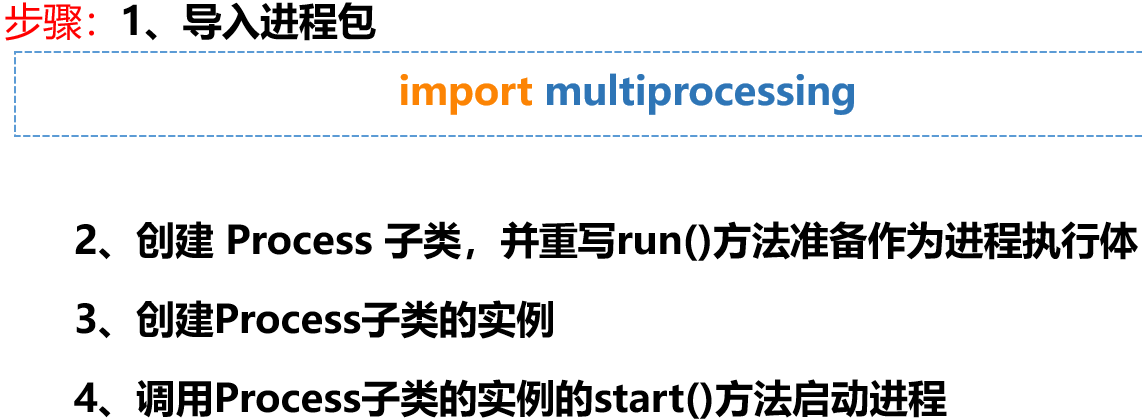 步骤：1、导入进程包
import multiprocessing
2、创建 Process 子类，并重写run()方法准备作为进程执行体
3、创建Process子类的实例
4、调用Process子类的实例的start()方法启动进程